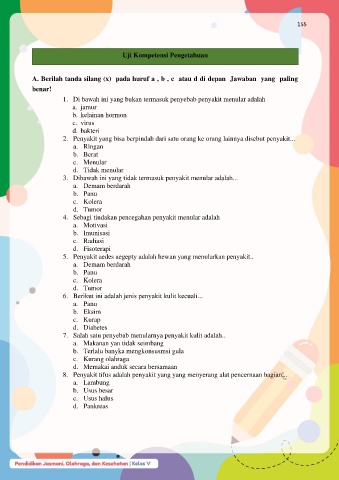 155
Uji Kompetensi Pengetahuan
A. Berilah tanda silang (x) pada huruf a , b , c atau d di depan Jawaban yang paling
benar!
1. Di bawah ini yang bukan termasuk penyebab penyakit menular adalah
a. jamur
b. kelainan hormon
c. virus
d. bakteri
2. Penyakit yang bisa berpindah dari satu orang ke orang lainnya disebut penyakit...
a. Ringan
b. Berat
c. Menular
d. Tidak menular
3. Dibawah ini yang tidak termasuk penyakit menular adalah...
a. Demam berdarah
b. Panu
c. Kolera
d. Tumor
4. Sebagi tindakan pencegahan penyakit menular adalah
a. Motivasi
b. Imunisasi
c. Radiasi
d. Fisoterapi
5. Penyakit aedes aegepty adalah hewan yang menularkan penyakit..
a. Demam berdarah
b. Panu
c. Kolera
d. Tumor
6. Berikut ini adalah jenis penyakit kulit kecuali...
a. Panu
b. Eksim
c. Kurap
d. Diabetes
7. Salah satu penyebab menularnya penyakit kulit adalah..
a. Makanan yan tidak seimbang
b. Terlalu banyka mengkonsumsi gula
c. Kurang olahraga
d. Memakai anduk secara bersamaan
8. Penyakit tifus adalah penyakit yang yang menyerang alat pencernaan bagian...
a. Lambung
b. Usus besar
c. Usus halus
d. Pankreas
Pendidikan Jasmani, Olahraga, dan Kesehatan | Kelas V